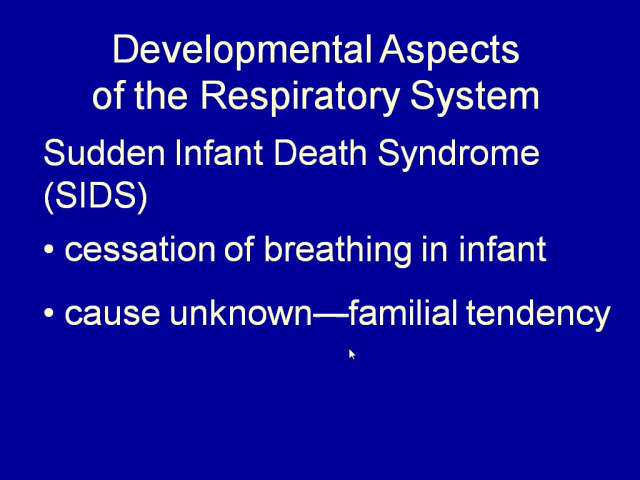 Developmental Aspects
of the Respiratory System
Sudden Infant Death Syndrome
(SIDS)
• cessation of breathing in infant
• cause unknown—familial tendency